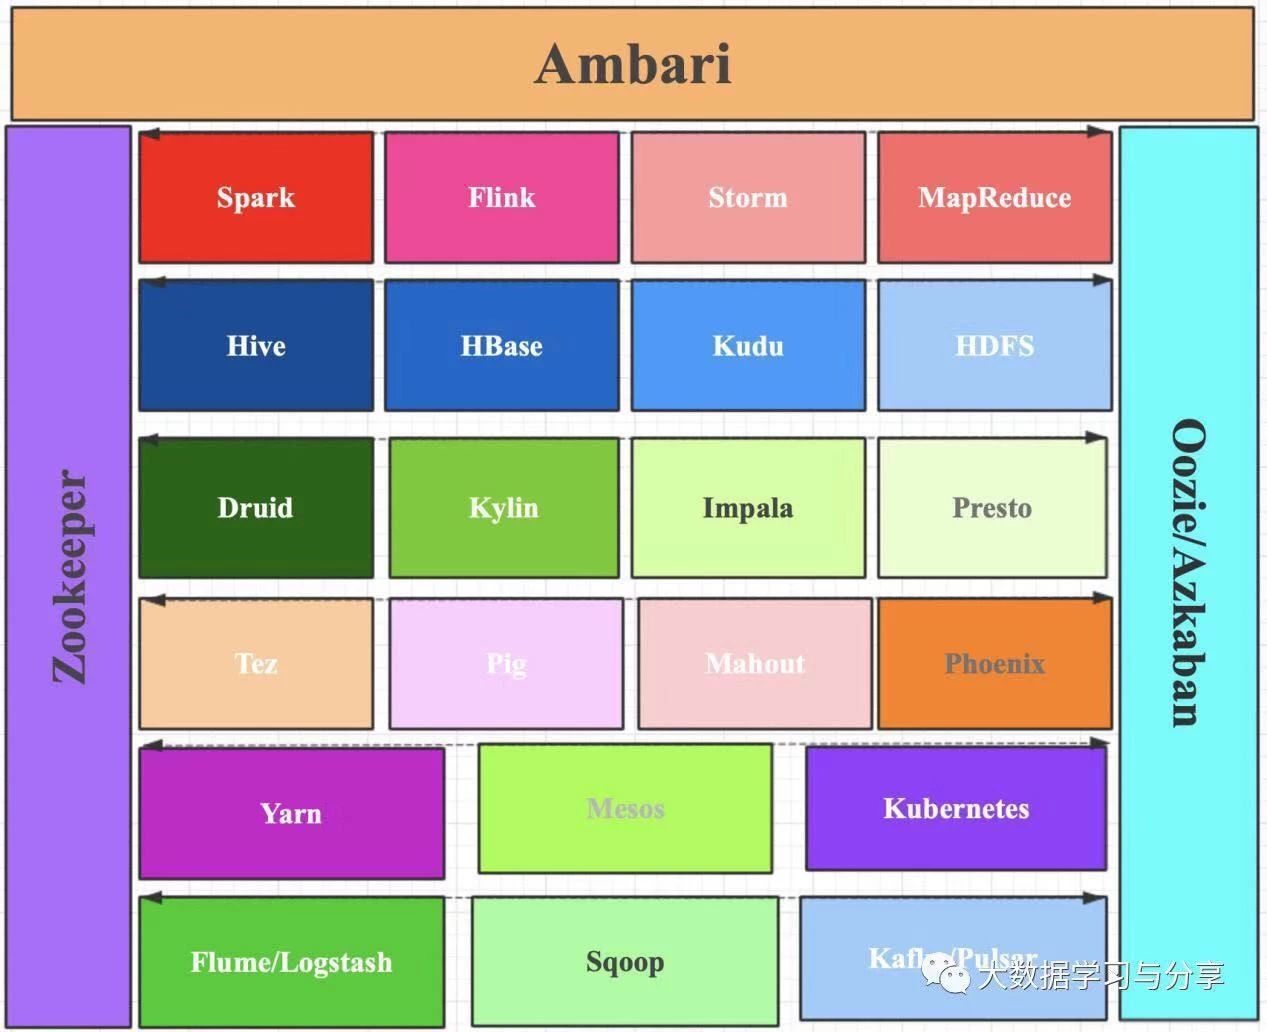 Ambari
Zookeeper
Spark
Flink
Storm
MapReduce
Hive
HBase
Kudu
HDFS
Druid
Kylin
Impala
Presto
Tez
Pig
Mahout
Phoenix
Yarn
Mesos
Kubernetes
Flume/Logstash
Sqoop
Kafka/Pulsar
Oozie/Azkaban
大数据学习与分享